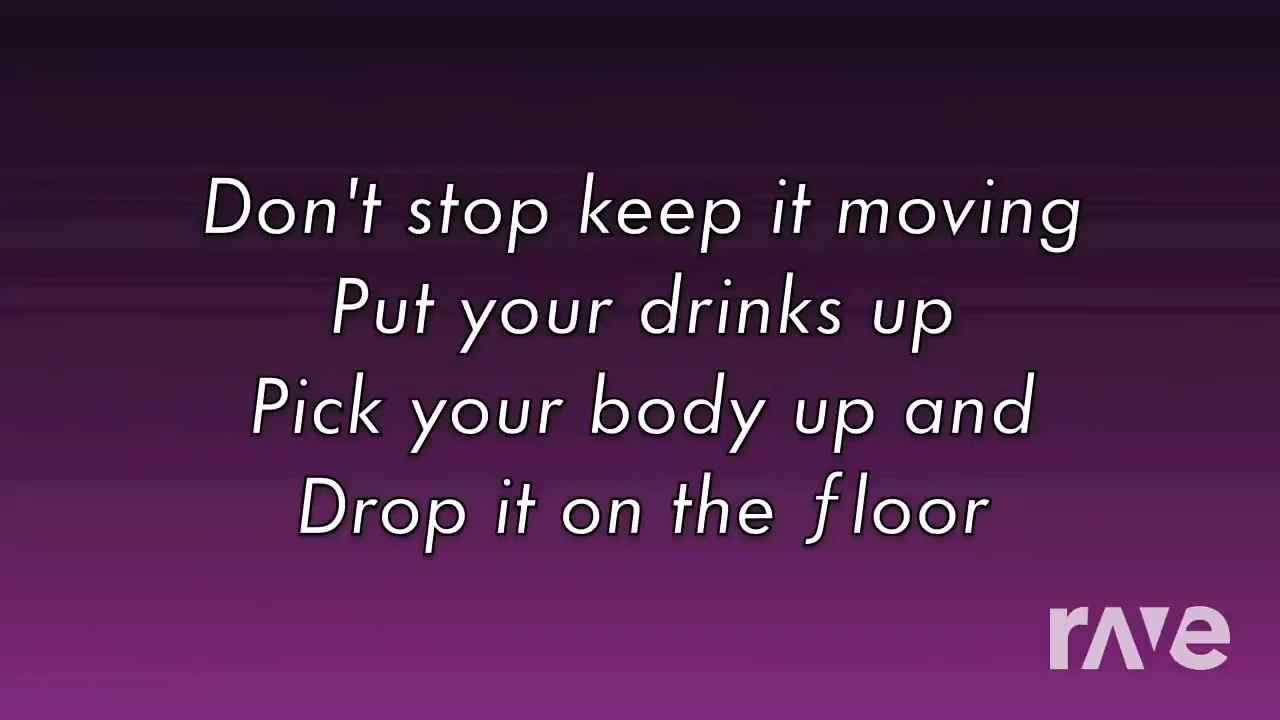 Don't stop keep it moving
Put your drinks up
Pick your body up and
Drop it on the ƒloor
rave